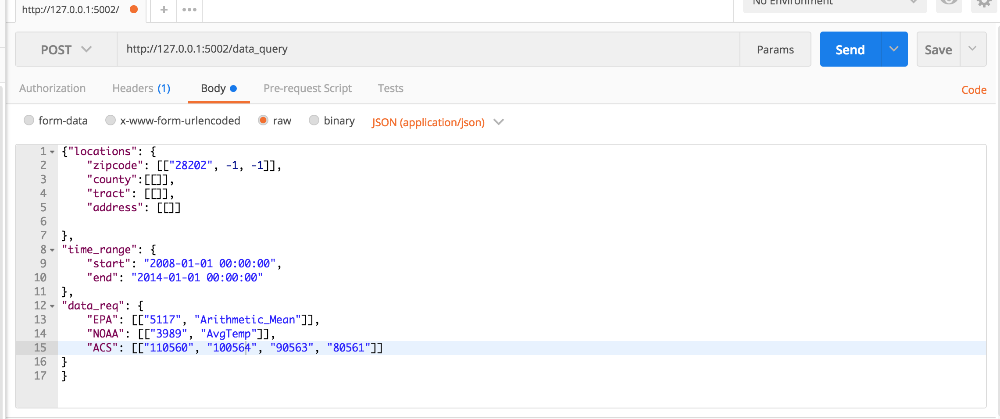 http://127.0.0.1:5002/
No Environment
POST http://127.0.0.1:5002/data_query Params Send Save
Authorization Headers (1) Body Pre-request Script Tests Code
form-data x-www-form-urlencoded raw binary JSON (application/json)
1 {"locations": {
2 "zipcode": [["28202", -1, -1]],
3 "county":[[]],
4 "tract": [[]],
5 "address": [[]]
6
7 },
8 "time_range": {
9 "start": "2008-01-01 00:00:00",
10 "end": "2014-01-01 00:00:00"
11 },
12 "data_req": {
13 "EPA": [["5117", "Arithmetic_Mean"]],
14 "NOAA": [["3989", "AvgTemp"]],
15 "ACS": [["110560", "100564", "90563", "80561"]]
16 }
17 }